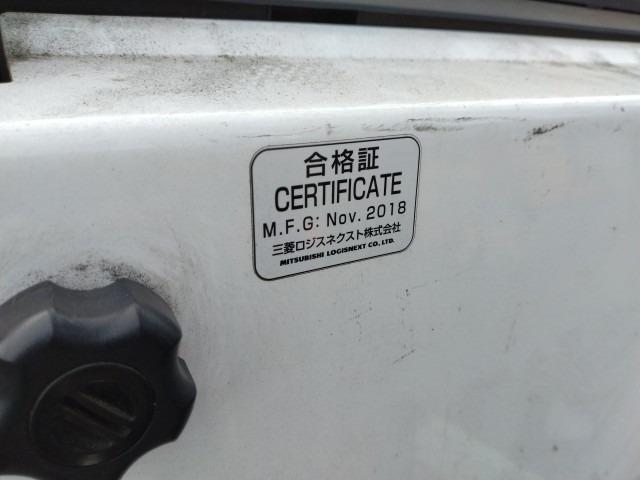 合格証
CERTIFICATE
M.F.G: Nov. 2018
三菱ロジスネクスト株式会社
MITSUBISHI LOGISNEXT CO., LTD.